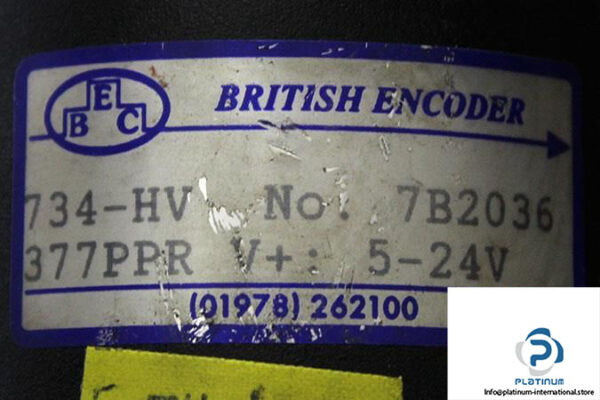 BEC
BRITISH ENCODER
734-HV No: 7B2036
377PPR V+: 5-24V
(01978) 262100
PLATINUM
info@platinum-international.store